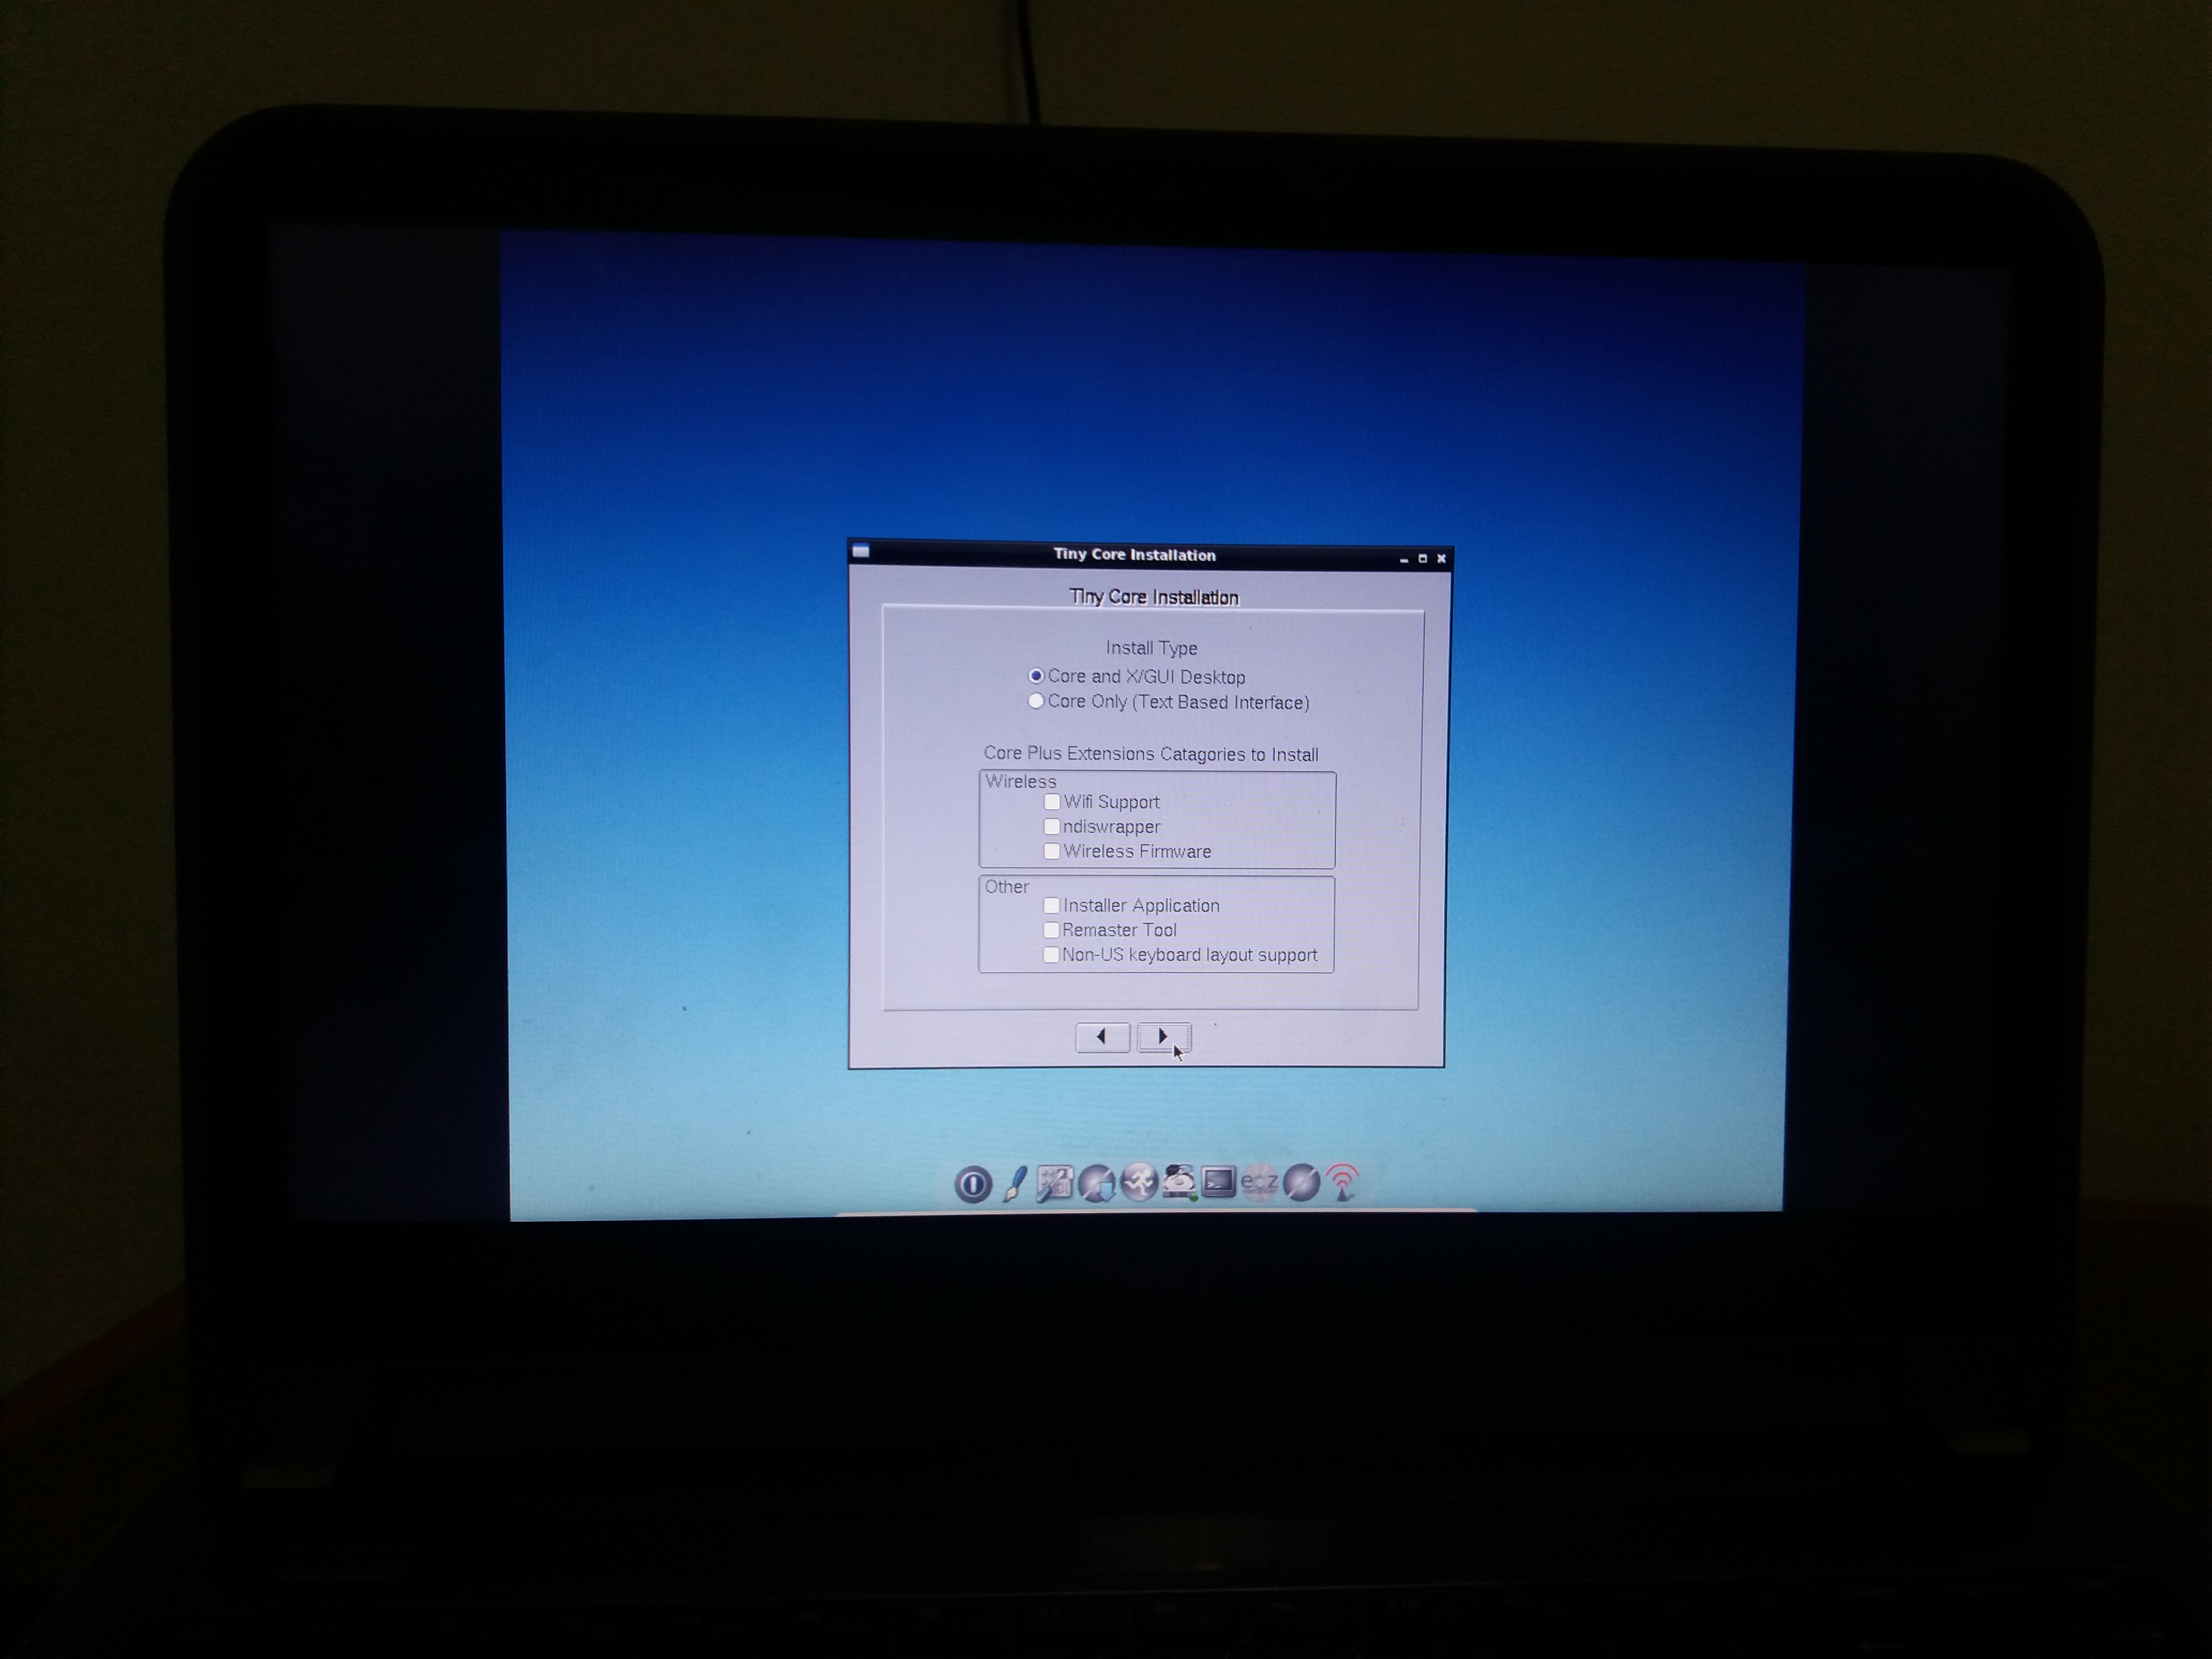 Tiny Core Installation
Tiny Core Installation
Install Type
Core and X/GUI Desktop
Core Only (Text Based Interface)
Core Plus Extensions Catagories to Install
Wireless
Wifi Support
ndiswrapper
Wireless Firmware
Other
Installer Application
Remaster Tool
Non-US keyboard layout support